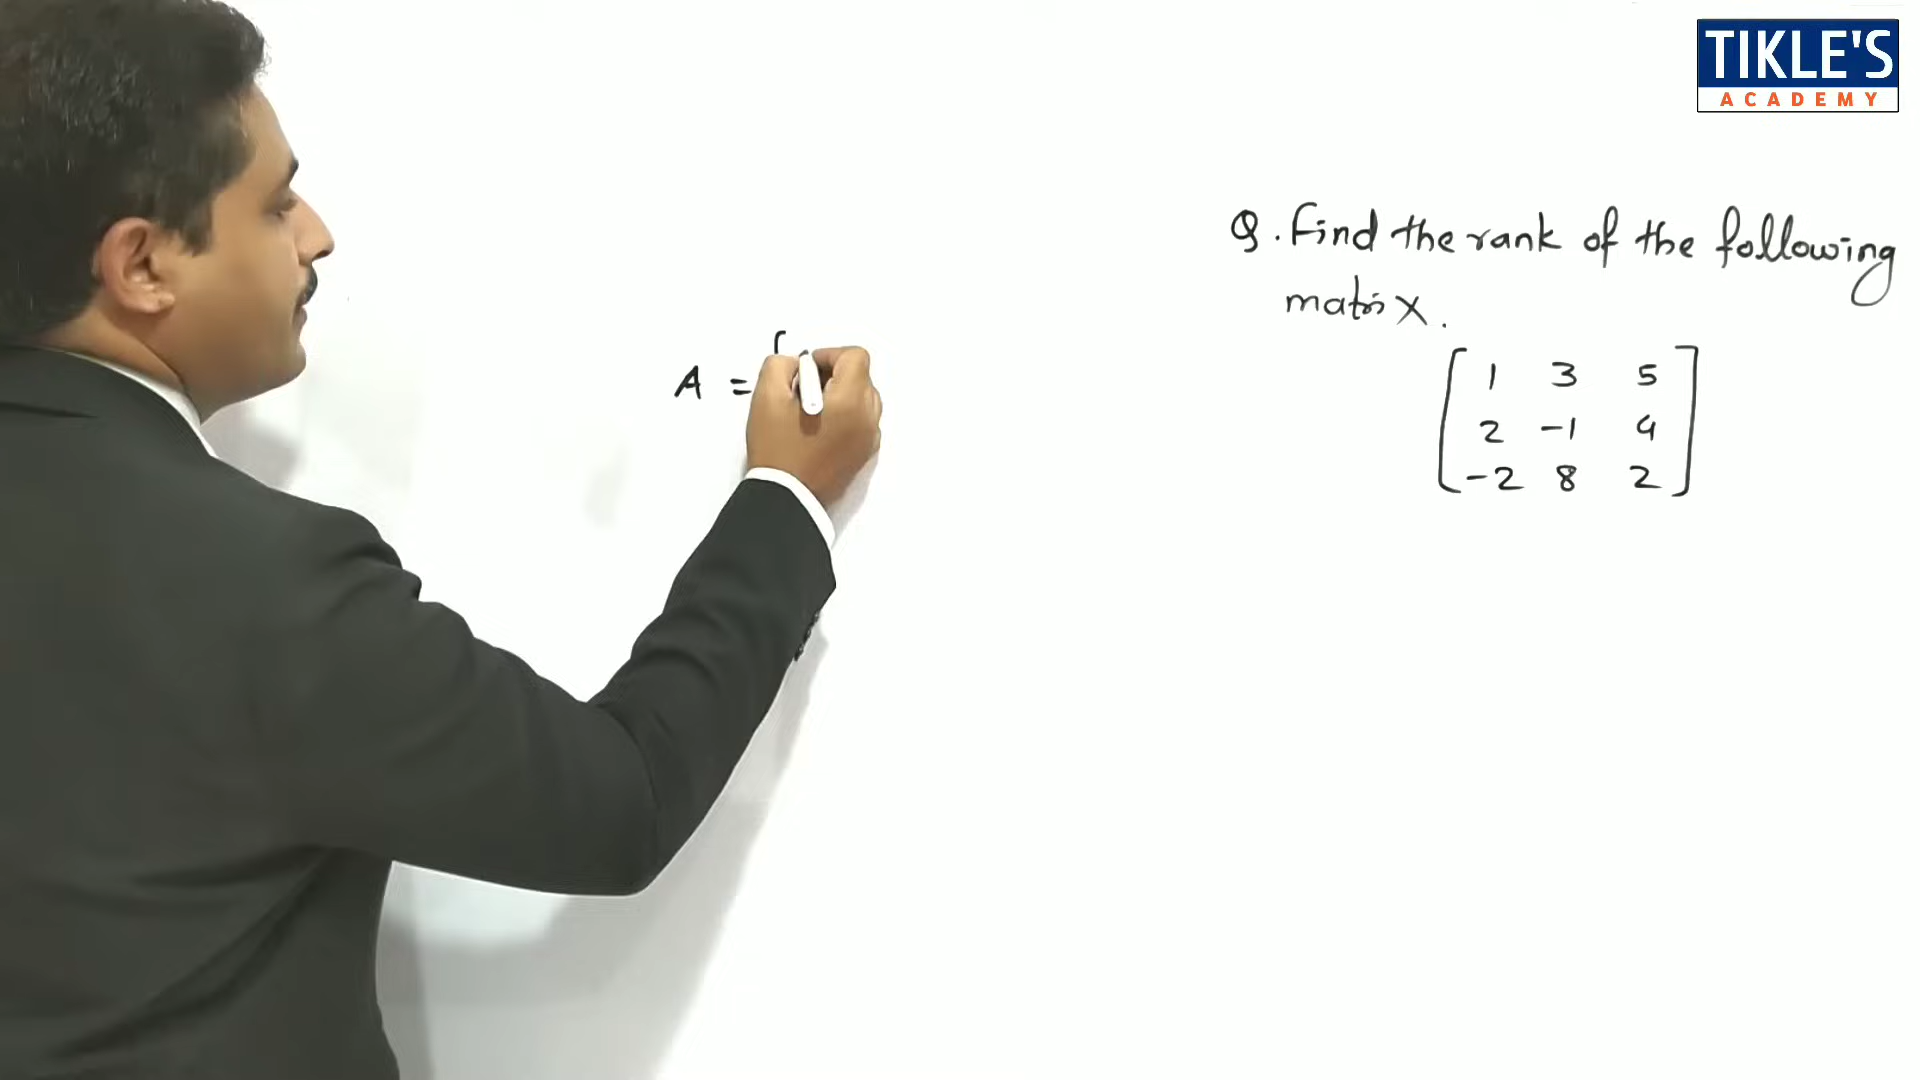 TIKLE'S
ACADEMY
Q. Find the rank of the following
matrix.
A = [
1 3 5
2 -1 4
-2 8 2